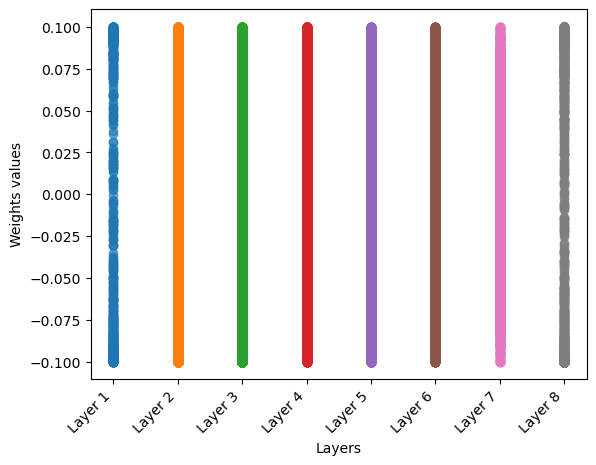 Weights values
0.100
0.075
0.050
0.025
0.000
−0.025
−0.050
−0.075
−0.100
Layer 1
Layer 2
Layer 3
Layer 4
Layer 5
Layer 6
Layer 7
Layer 8
Layers